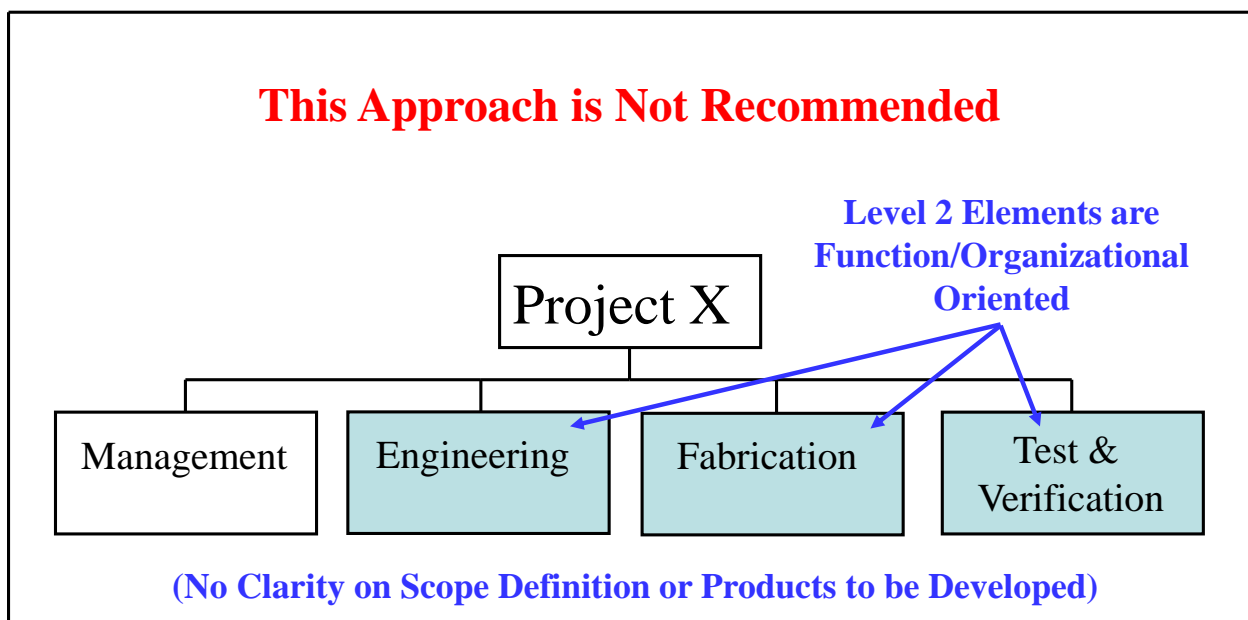 This Approach is Not Recommended
Level 2 Elements are
Function/Organizational
Oriented
Project X
Management
Engineering
Fabrication
Test &
Verification
(No Clarity on Scope Definition or Products to be Developed)